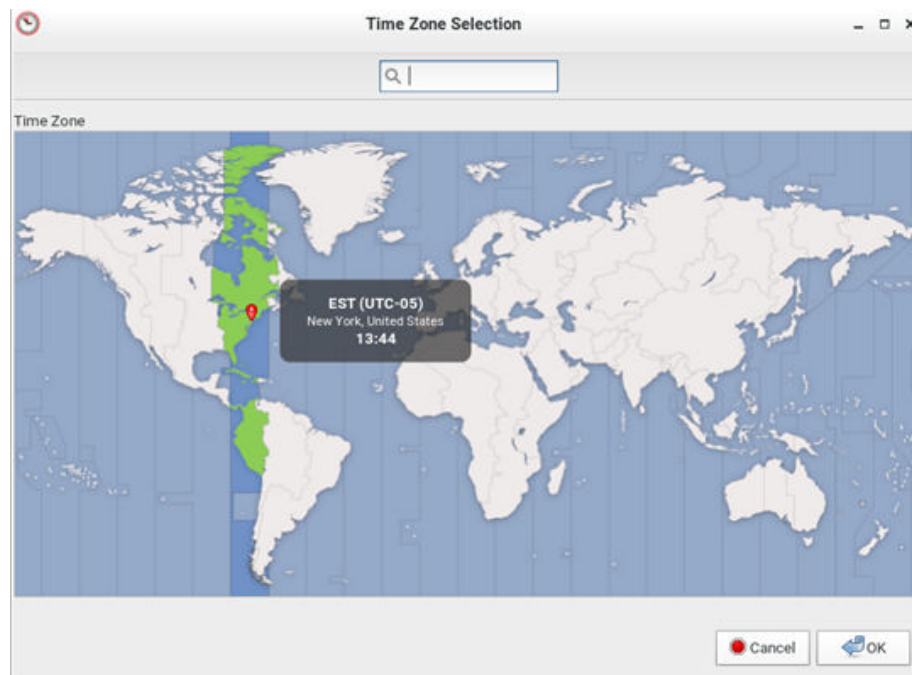 Time Zone Selection
Time Zone
EST (UTC-05)
New York, United States
13:44
Cancel
OK